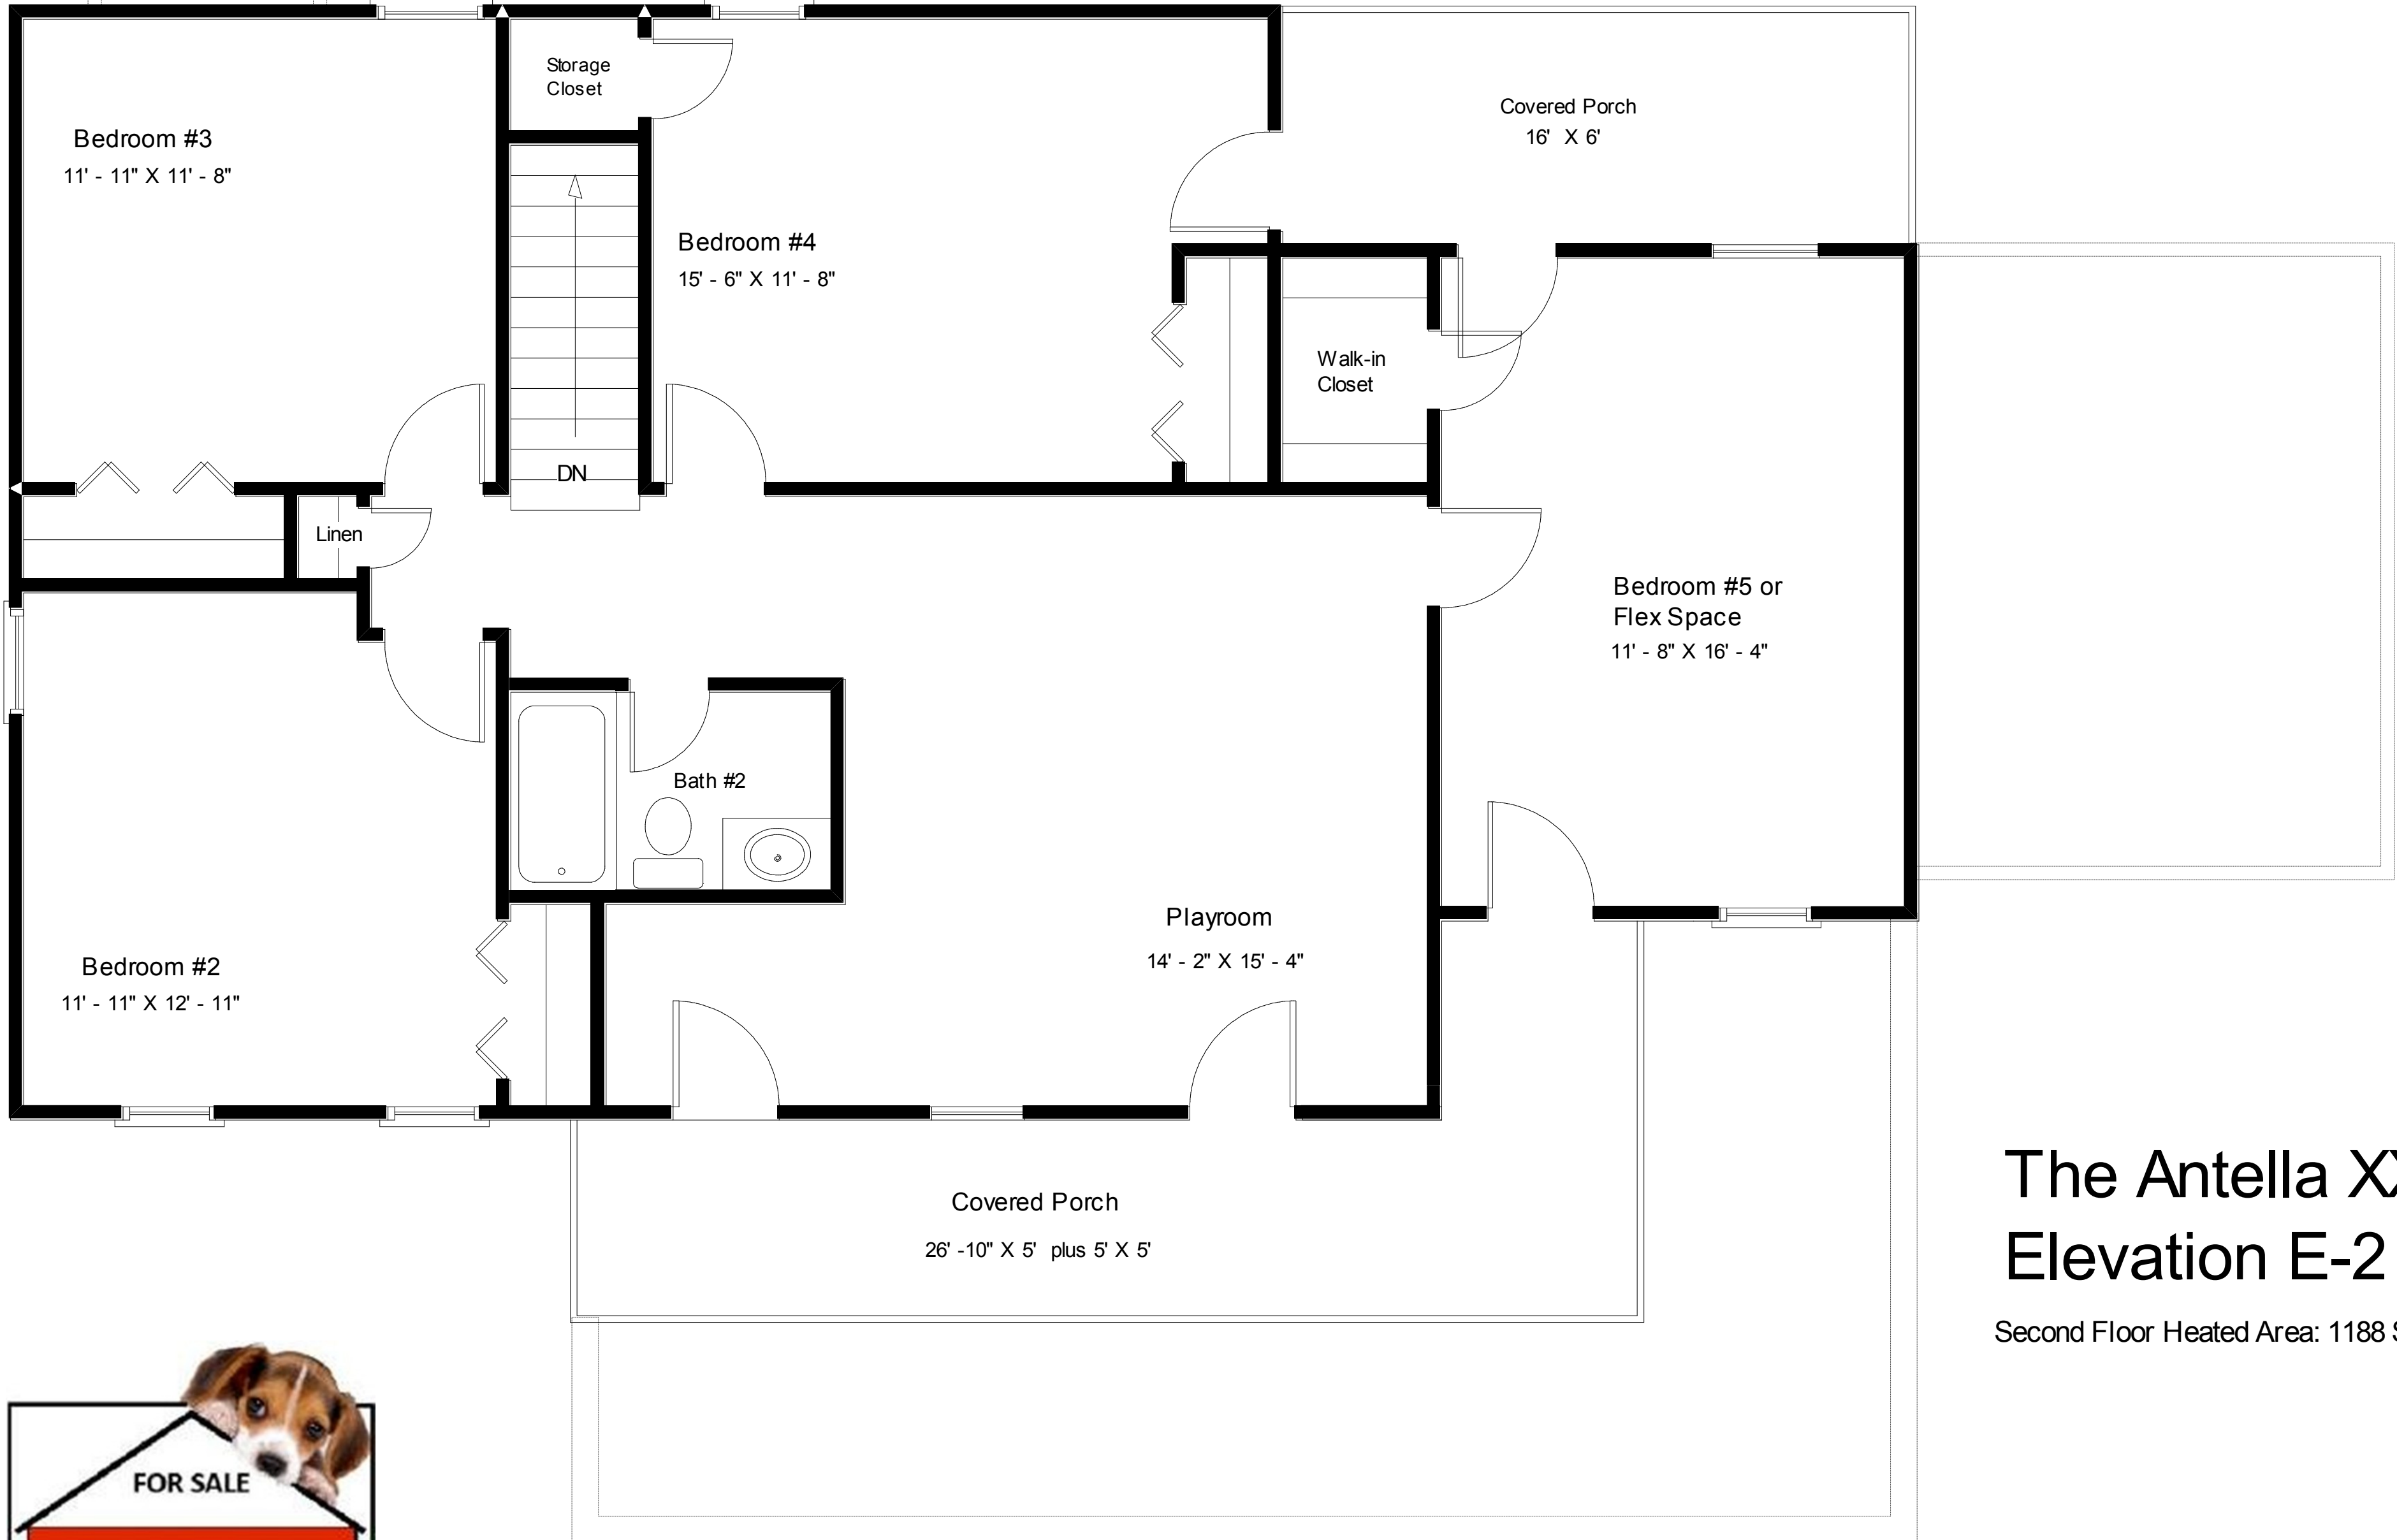 Storage
Closet
Covered Porch
16' X 6'
Bedroom #3
11' - 11" X 11' - 8"
Bedroom #4
15' - 6" X 11' - 8"
Walk-in
Closet
DN
Linen
Bedroom #5 or
Flex Space
11' - 8" X 16' - 4"
Bath #2
Playroom
14' - 2" X 15' - 4"
Bedroom #2
11' - 11" X 12' - 11"
Covered Porch
26' -10" X 5' plus 5' X 5'
The Antella
Elevation E-2
Second Floor Heated Area: 1188
FOR SALE